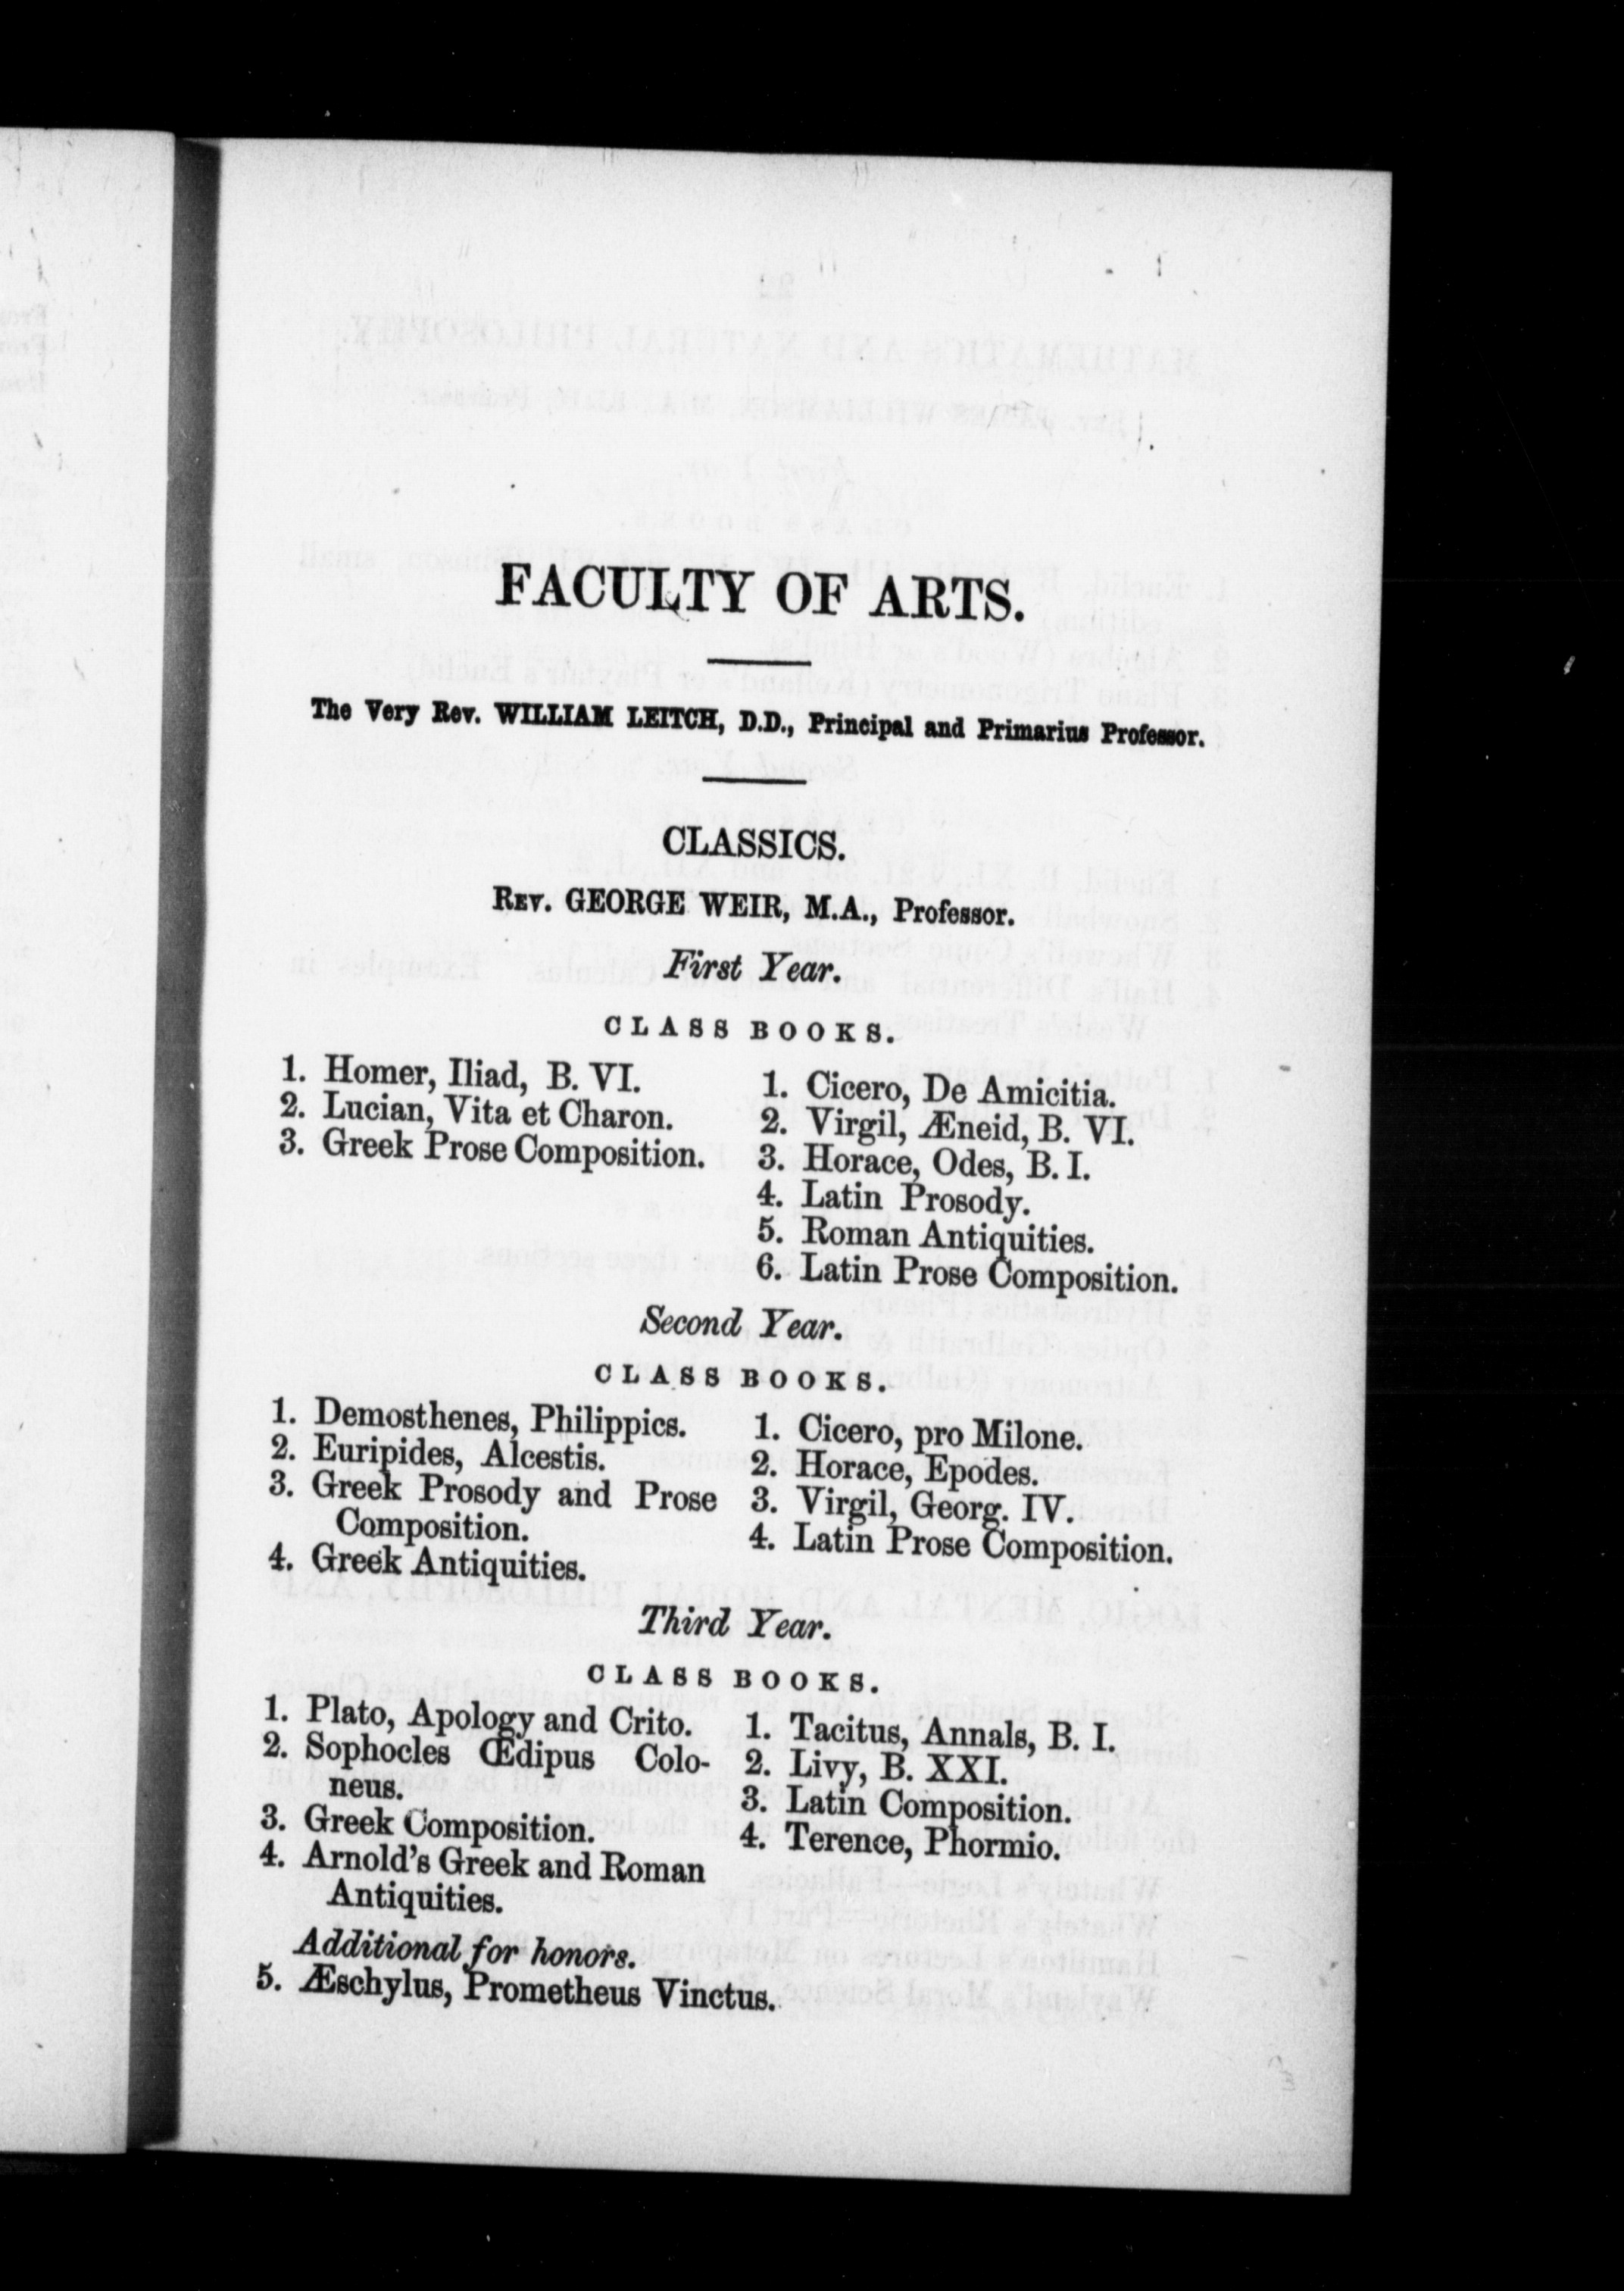 FACULTY OF ARTS.
The Very Rev. WILLIAM LEITCH, D.D., Principal and Primarius Professor.
CLASSICS.
REV. GEORGE WEIR, M.A., Professor.
First Year.
CLASS BOOKS.
1. Homer, Iliad, B. VI.
2. Lucian, Vita et Charon.
3. Greek Prose Composition.
1. Cicero, De Amicitia.
2. Virgil, Æneid, B. VI.
3. Horace, Odes, B. I.
4. Latin Prosody.
5. Roman Antiquities.
6. Latin Prose Composition.
Second Year.
CLASS BOOKS.
1. Demosthenes, Philippics.
2. Euripides, Alcestis.
3. Greek Prosody and Prose
Composition.
4. Greek Antiquities.
1. Cicero, pro Milone.
2. Horace, Epodes.
3. Virgil, Georg. IV.
4. Latin Prose Composition.
Third Year.
CLASS BOOKS.
1. Plato, Apology and Crito.
2. Sophocles Œdipus Colo-
neus.
3. Greek Composition.
4. Arnold's Greek and Roman
Antiquities.
Additional for honors.
5. Æschylus, Prometheus Vinctus.
1. Tacitus, Annals, B. I.
2. Livy, B. XXI.
3. Latin Composition.
4. Terence, Phormio.